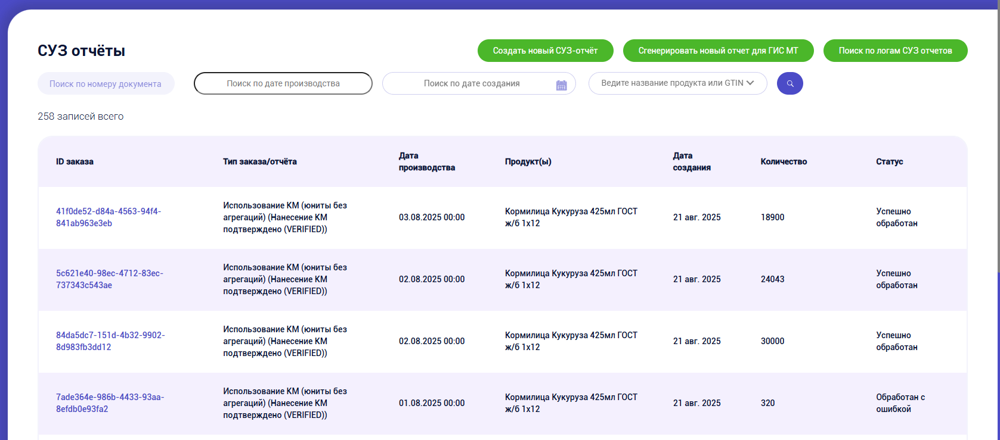 СУЗ отчёты
Создать новый СУЗ-отчёт
Сгенерировать новый отчет для ГИС МТ
Поиск по логам СУЗ отчетов
Поиск по номеру документа
Поиск по дате производства
Поиск по дате создания
Ведите название продукта или GTIN
258 записей всего
ID заказа
Тип заказа/отчёта
Дата
производства
Продукт(ы)
Дата
создания
Количество
Статус
41f0de52-d84a-4563-94f4-
841ab963e3eb
Использование КМ (юниты без
агрегаций) (Нанесение КМ
подтверждено (VERIFIED))
03.08.2025 00:00
Кормилица Кукуруза 425мл ГОСТ
ж/б 1х12
21 авг. 2025
18900
Успешно
обработан
5c621e40-98ec-4712-83ec-
737343c543ae
Использование КМ (юниты без
агрегаций) (Нанесение КМ
подтверждено (VERIFIED))
02.08.2025 00:00
Кормилица Кукуруза 425мл ГОСТ
ж/б 1х12
21 авг. 2025
24043
Успешно
обработан
84da5dc7-151d-4b32-9902-
8d983fb3dd12
Использование КМ (юниты без
агрегаций) (Нанесение КМ
подтверждено (VERIFIED))
02.08.2025 00:00
Кормилица Кукуруза 425мл ГОСТ
ж/б 1х12
21 авг. 2025
30000
Успешно
обработан
7ade364e-986b-4433-93aa-
8efdb0e93fa2
Использование КМ (юниты без
агрегаций) (Нанесение КМ
подтверждено (VERIFIED))
01.08.2025 00:00
Кормилица Кукуруза 425мл ГОСТ
ж/б 1х12
21 авг. 2025
320
Обработан с
ошибкой